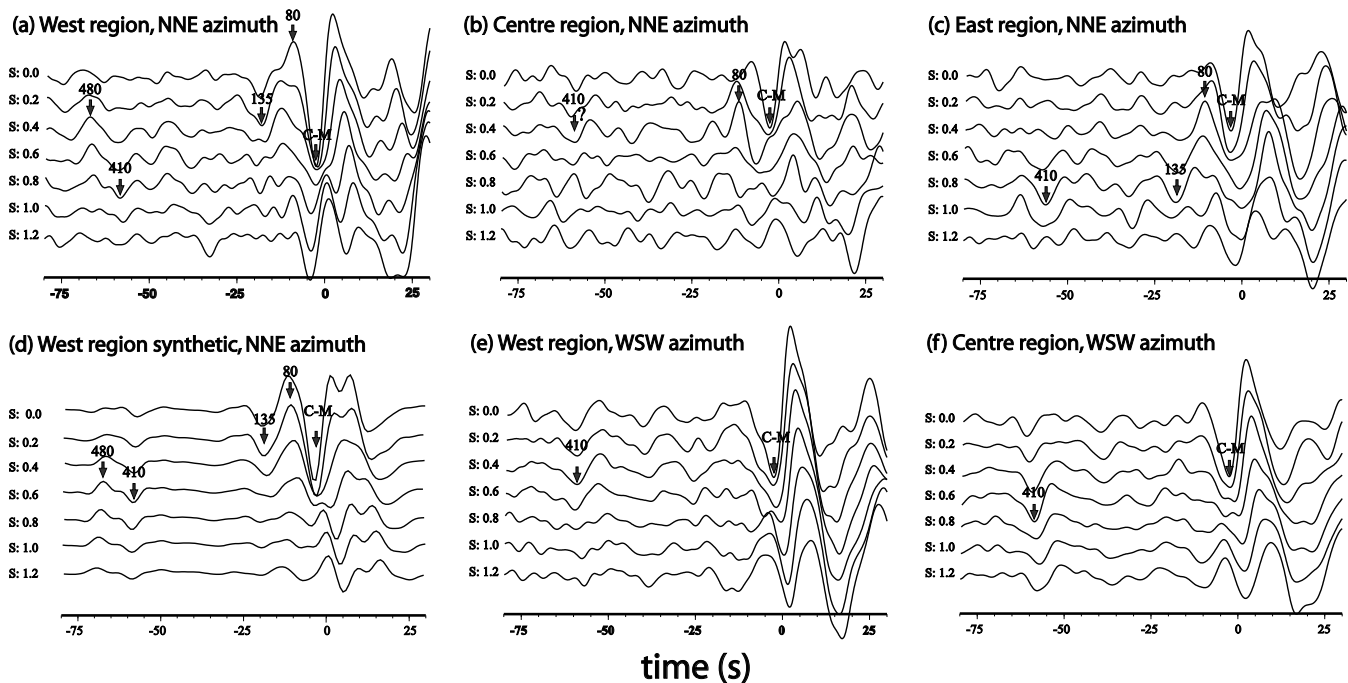 (a) West region, NNE azimuth
80
S: 0.0
480
S: 0.2
135
S: 0.4
C-M
S: 0.6
410
S: 0.8
S: 1.0
S: 1.2
-75 -50 -25 0 25
(b) Centre region, NNE azimuth
S: 0.0
80
S: 0.2
410
C-M
?
S: 0.4
S: 0.6
S: 0.8
S: 1.0
S: 1.2
-75 -50 -25 0 25
(c) East region, NNE azimuth
S: 0.0
80
S: 0.2
C-M
S: 0.4
S: 0.6
135
S: 0.8
410
S: 1.0
S: 1.2
-75 -50 -25 0 25
(d) West region synthetic, NNE azimuth
80
S: 0.0
C-M
135
S: 0.2
480
S: 0.4
410
S: 0.6
S: 0.8
S: 1.0
S: 1.2
-75 -50 -25 0 25
(e) West region, WSW azimuth
S: 0.0
C-M
S: 0.2
410
S: 0.4
S: 0.6
S: 0.8
S: 1.0
S: 1.2
-75 -50 -25 0 25
(f) Centre region, WSW azimuth
S: 0.0
S: 0.2
C-M
S: 0.4
410
S: 0.6
S: 0.8
S: 1.0
S: 1.2
-75 -50 -25 0 25
time (s)